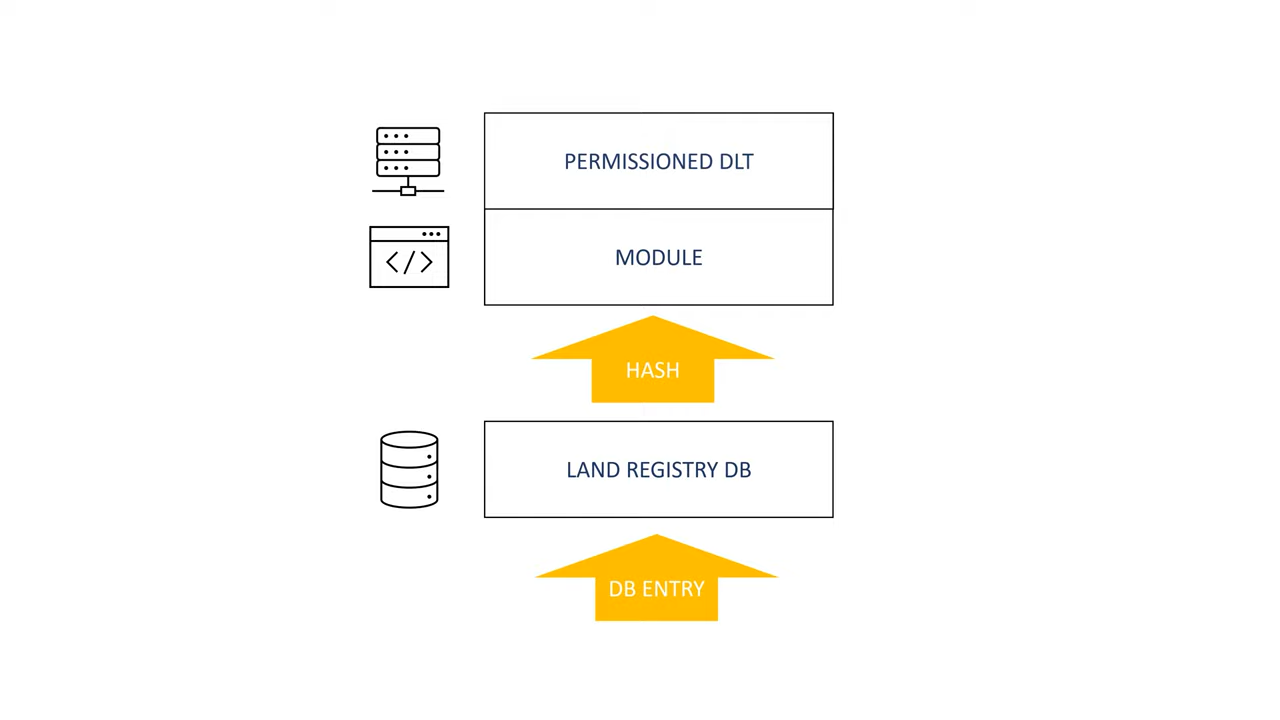 PERMISSIONED DLT
MODULE
HASH
LAND REGISTRY DB
DB ENTRY